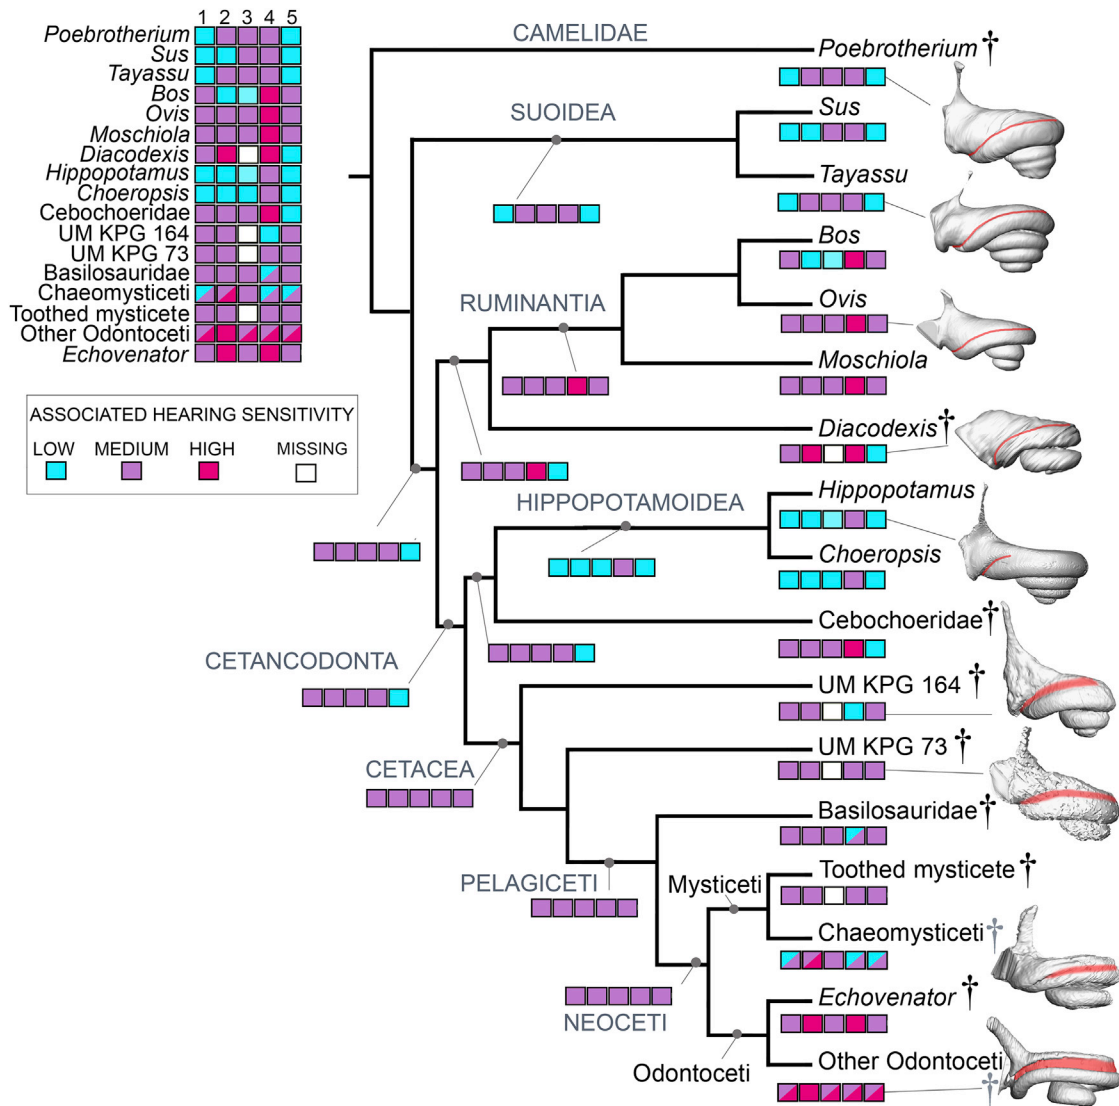 1 2 3 4 5
Poebrotherium
Sus
Tayassu
Bos
Ovis
Moschiola
Diacodexis
Hippopotamus
Choeropsis
Cebochoeridae
UM KPG 164
UM KPG 73
Basilosauridae
Chaeomysticeti
Toothed mysticete
Other Odontoceti
Echovenator
ASSOCIATED HEARING SENSITIVITY
LOW MEDIUM HIGH MISSING
CAMELIDAE
Poebrotherium†
SUOIDEA
Sus
Tayassu
Bos
RUMINANTIA
Ovis
Moschiola
Diacodexis†
HIPPOPOTAMOIDEA
Hippopotamus
Choeropsis
Cebochoeridae†
CETANCODONTA
UM KPG 164 †
UM KPG 73 †
CETACEA
Basilosauridae†
PELAGICETI
Mysticeti
Toothed mysticete†
Chaeomysticeti†
NEOCETI
Echovenator†
Odontoceti
Other Odontoceti
†